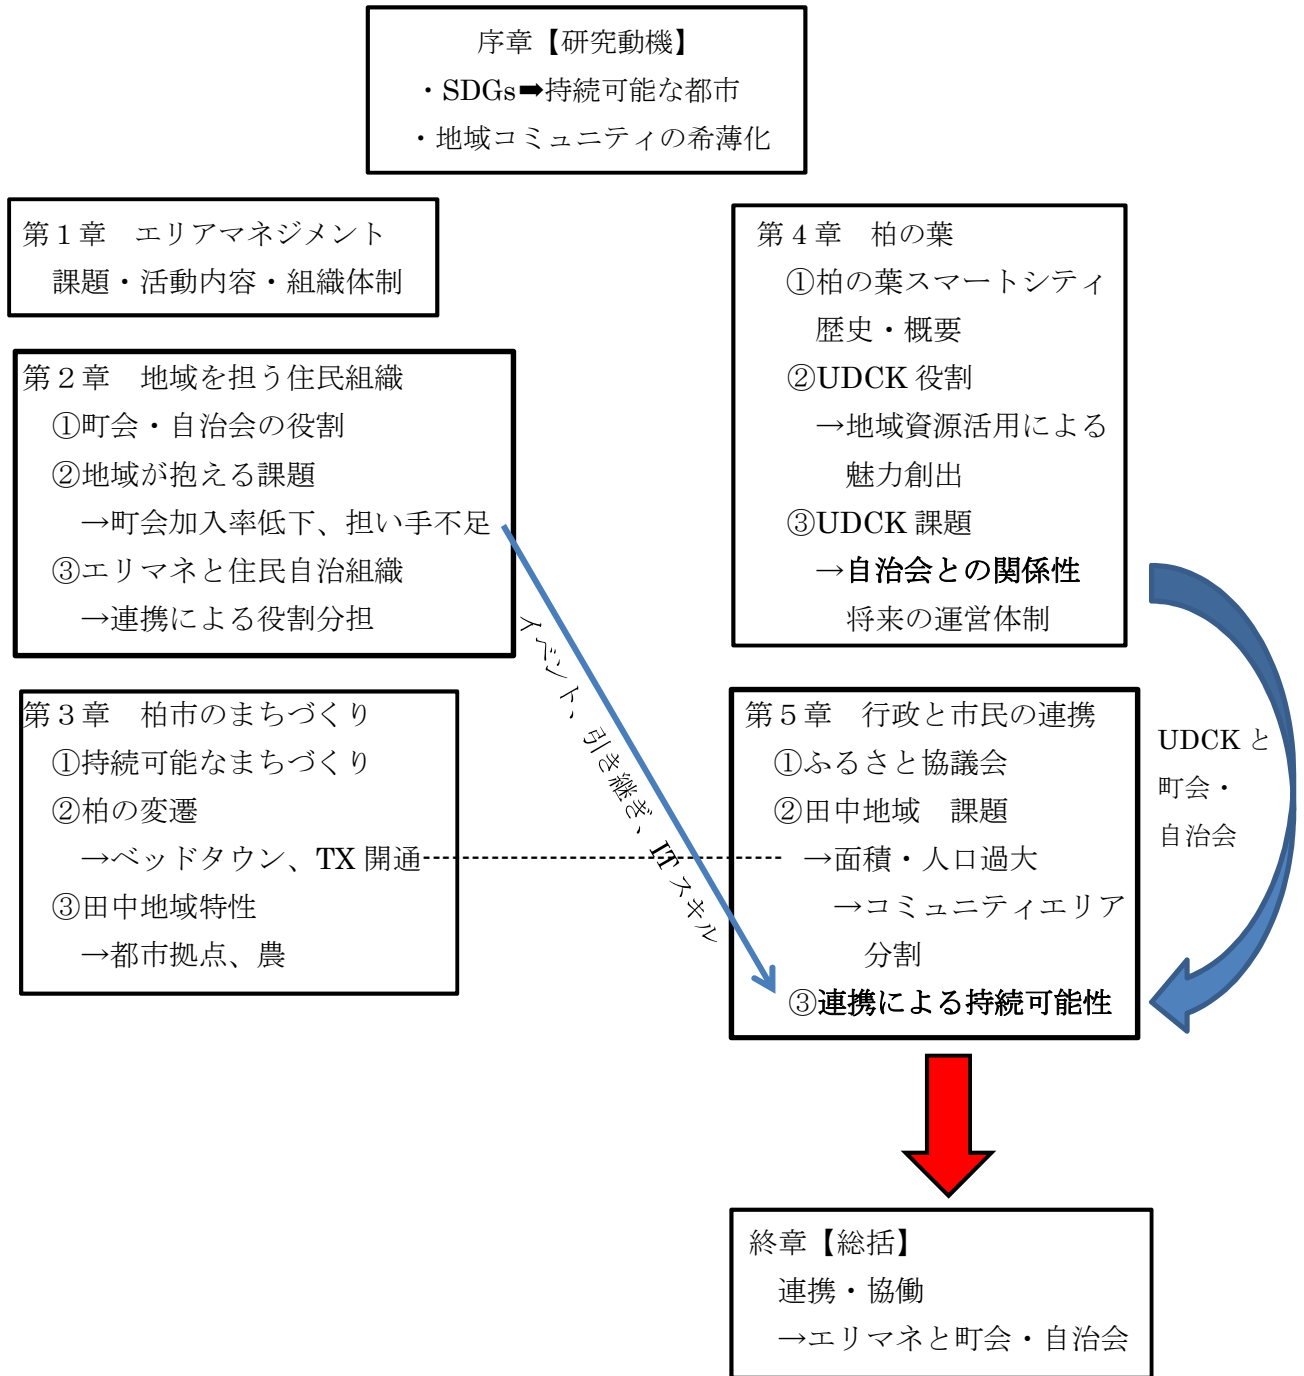 序章【研究動機】
・SDGs➡持続可能な都市
・地域コミュニティの希薄化
第１章　エリアマネジメント
課題・活動内容・組織体制
第２章　地域を担う住民組織
①町会・自治会の役割
②地域が抱える課題
→町会加入率低下、担い手不足
③エリマネと住民自治組織
→連携による役割分担
第３章　柏市のまちづくり
①持続可能なまちづくり
②柏の変遷
→ベッドタウン、TX 開通
③田中地域特性
→都市拠点、農
イベント、引き継ぎ、ITスキル
第４章　柏の葉
①柏の葉スマートシティ
歴史・概要
②UDCK 役割
→地域資源活用による
魅力創出
③UDCK 課題
→自治会との関係性
将来の運営体制
第５章　行政と市民の連携
①ふるさと協議会
②田中地域　課題
→面積・人口過大
→コミュニティエリア
分割
③連携による持続可能性
UDCK と
町会・
自治会
終章【総括】
連携・協働
→エリマネと町会・自治会